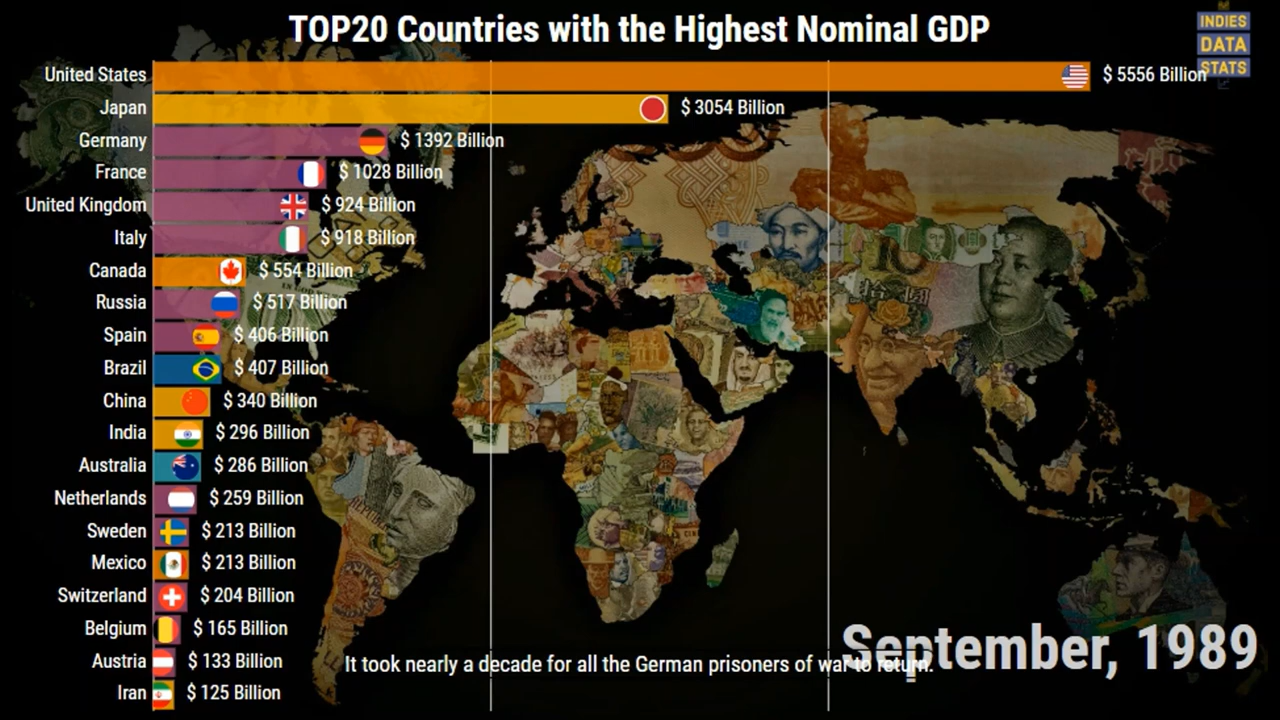 TOP20 Countries with the Highest Nominal GDP
INDIES
DATA
STATS
United States $ 5556 Billion
Japan $ 3054 Billion
Germany $ 1392 Billion
France $ 1028 Billion
United Kingdom $ 924 Billion
Italy $ 918 Billion
Canada $ 554 Billion
Russia $ 517 Billion
Spain $ 406 Billion
Brazil $ 407 Billion
China $ 340 Billion
India $ 296 Billion
Australia $ 286 Billion
Netherlands $ 259 Billion
Sweden $ 213 Billion
Mexico $ 213 Billion
Switzerland $ 204 Billion
Belgium $ 165 Billion
Austria $ 133 Billion
Iran $ 125 Billion
September, 1989
It took nearly a decade for all the German prisoners of war to return.